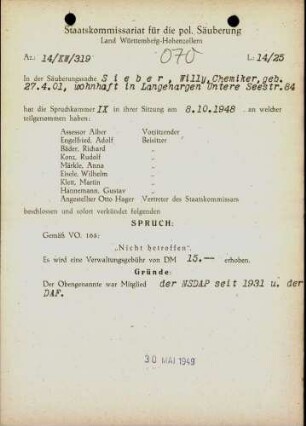 Staatskommissariat für die pol. Säuberung
Land Württemberg-Hohenzollern
Az: 14/KW/319
070
L: 14/25
In der Säuberungssache S i e b e r , Willy, Chemiker, geb.
27.4.01, wohnhaft in Langenargen Untere Seestr.84
hat die Spruchkammer IX in ihrer Sitzung am 8.10.1948 an welcher
teilgenommen haben:
Assessor Alber Vorsitzender
Engelfried, Adolf Beisitzer
Bäder, Richard „
Konz, Rudolf „
Märkle, Anna „
Eisele, Wilhelm „
Klett, Martin „
Hannemann, Gustav „
Angestellter Otto Hager Vertreter des Staatskommissars
beschlossen und sofort verkündet folgenden
SPRUCH:
Gemäß VO. 164:
„Nicht betroffen".
Es wird eine Verwaltungsgebühr von DM 15.— erhoben.
Gründe:
Der Obengenannte war Mitglied der NSDAP seit 1931 u. der
DAF.
30 MAI 1949